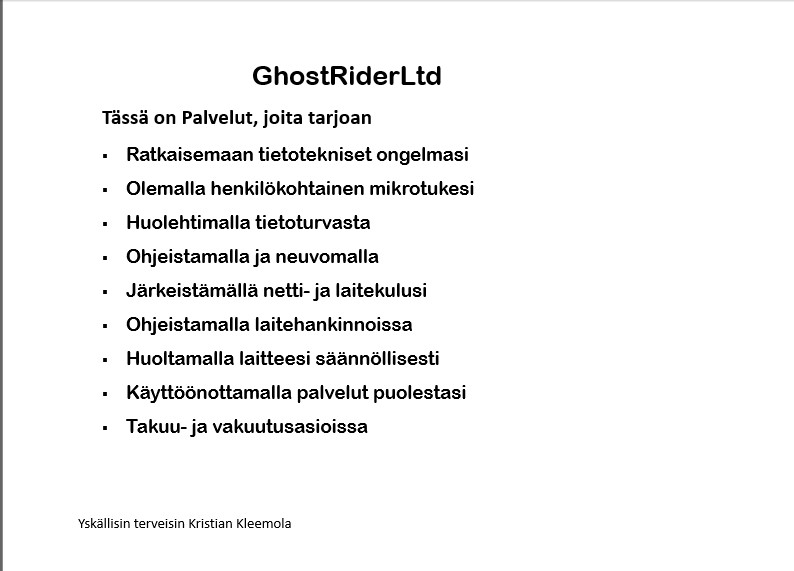 GhostRiderLtd
Tässä on Palvelut, joita tarjoan
▪ Ratkaisemaan tietotekniset ongelmasi
▪ Olemalla henkilökohtainen mikrotukesi
▪ Huolehtimalla tietoturvasta
▪ Ohjeistamalla ja neuvomalla
▪ Järkeistämällä netti- ja laitekulusi
▪ Ohjeistamalla laitehankinnoissa
▪ Huoltamalla laitteesi säännöllisesti
▪ Käyttöönottamalla palvelut puolestasi
▪ Takuu- ja vakuutusasioissa
Yskällisin terveisin Kristian Kleemola